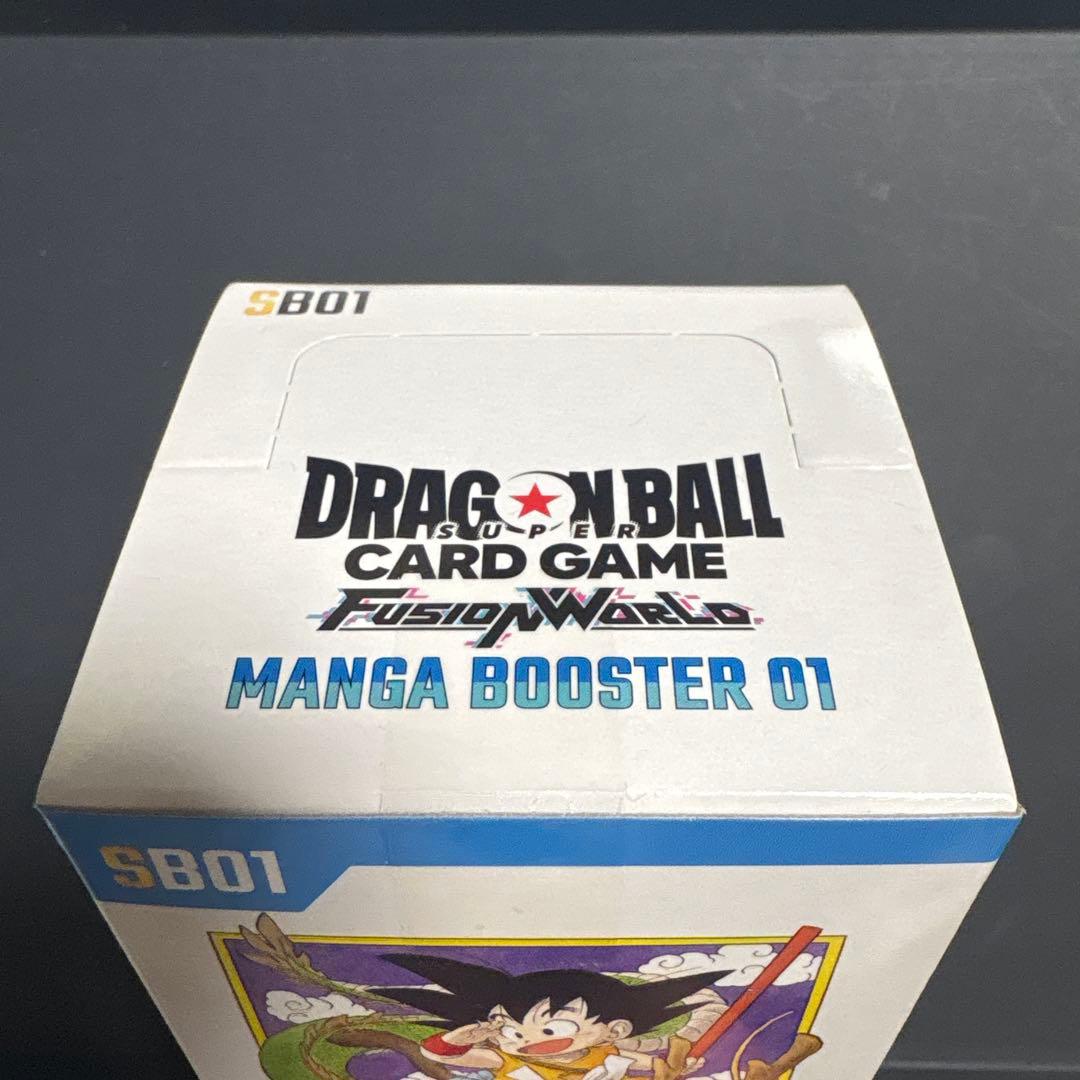 SB01
DRAGON BALL
SUPER
CARD GAME
FUSION WORLD
MANGA BOOSTER 01
SB01